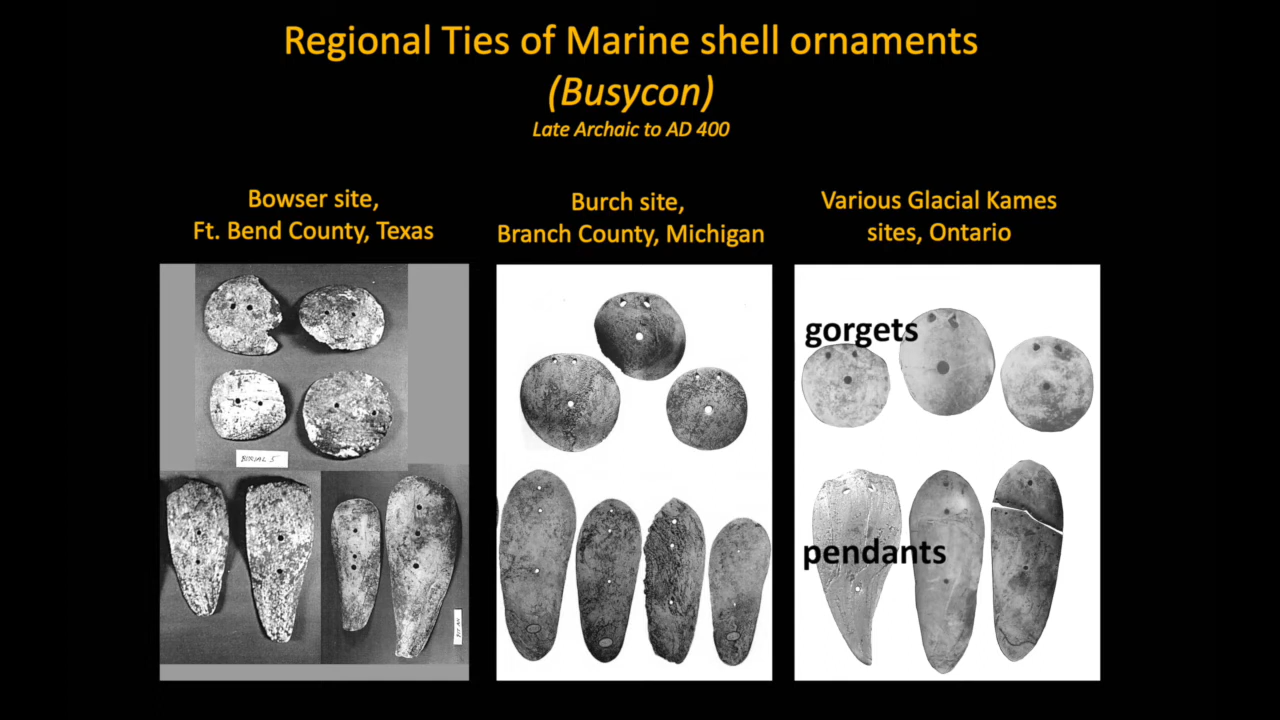 Regional Ties of Marine shell ornaments
(Busycon)
Late Archaic to AD 400
Bowser site,
Ft. Bend County, Texas
Burch site,
Branch County, Michigan
Various Glacial Kames
sites, Ontario
gorgets
BURIAL 5
pendants